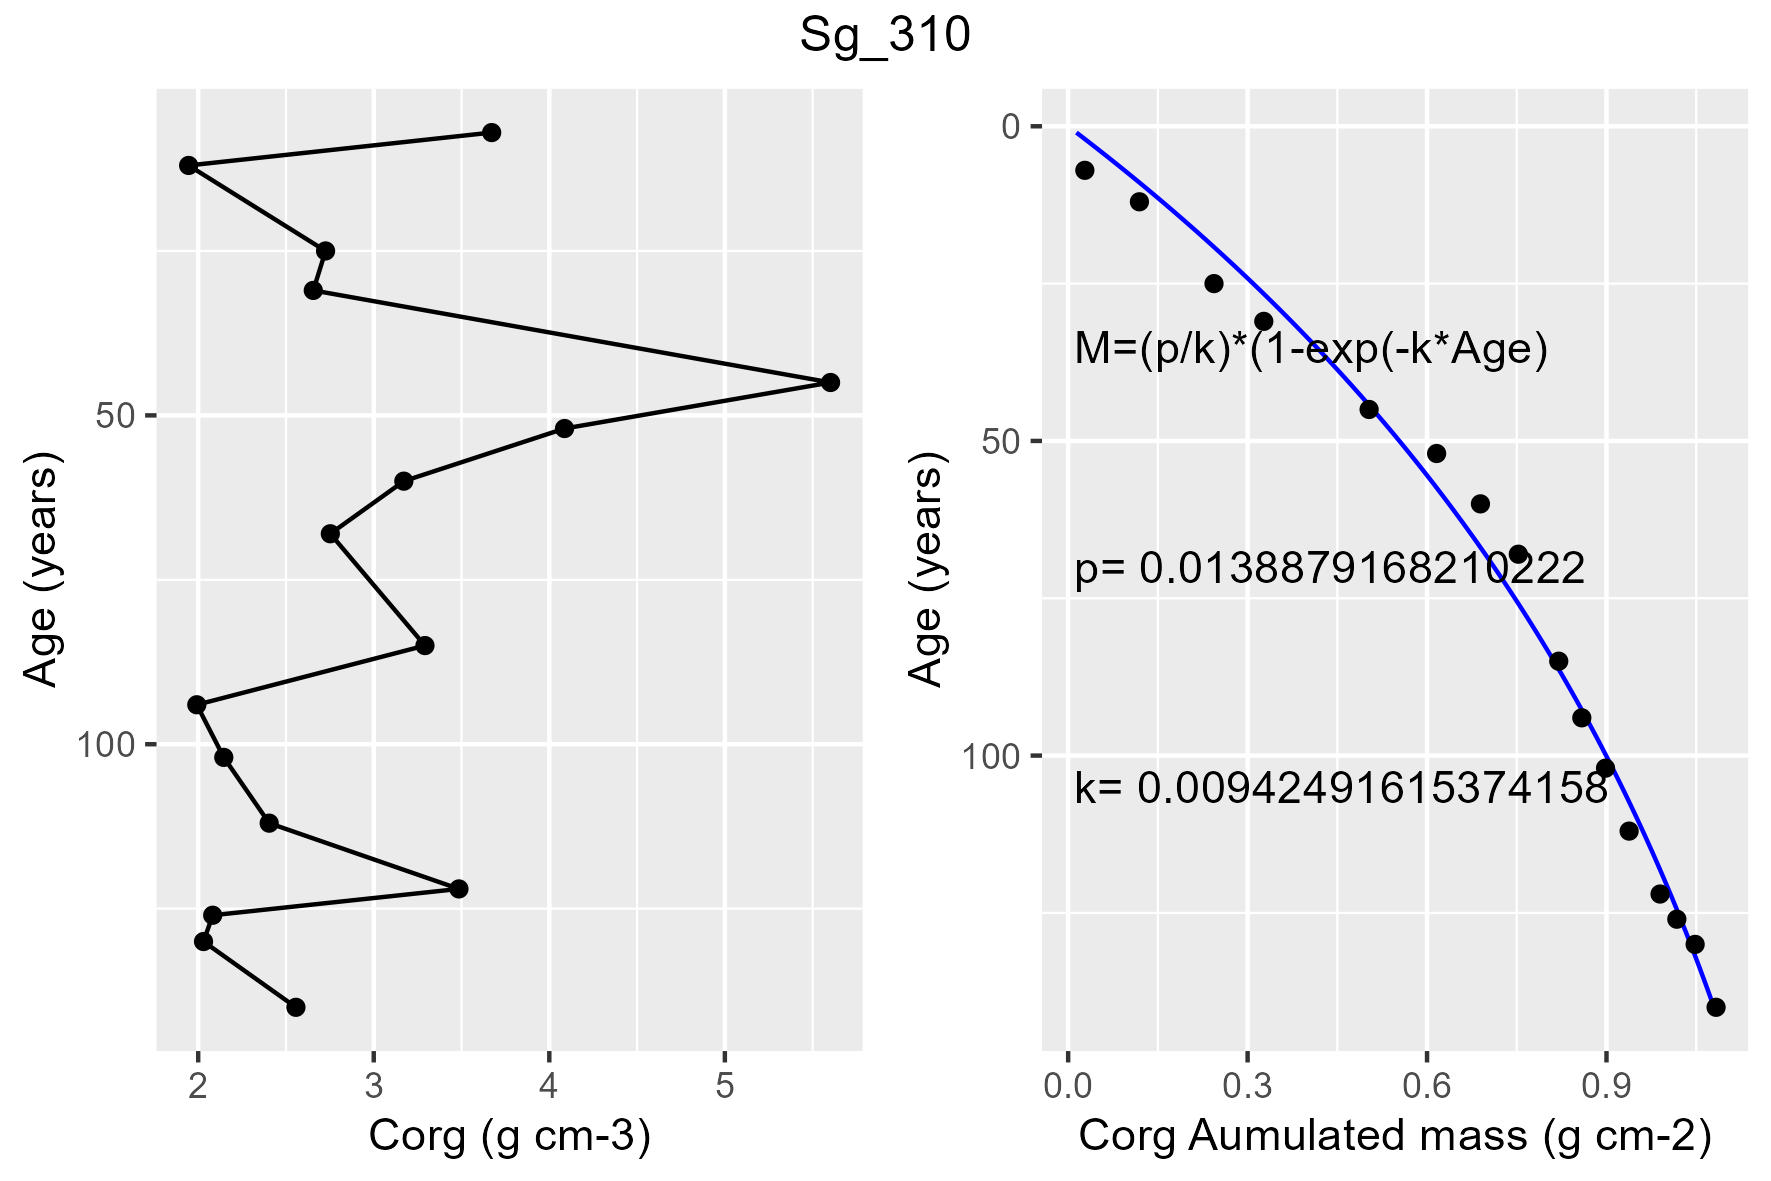 Sg_310
Age (years)
50
100
2 3 4 5
Corg (g cm-3)
Age (years)
0
50
100
M=(p/k)*(1-exp(-k*Age)
p= 0.0138879168210222
k= 0.00942491615374158
0.0 0.3 0.6 0.9
Corg Aumulated mass (g cm-2)